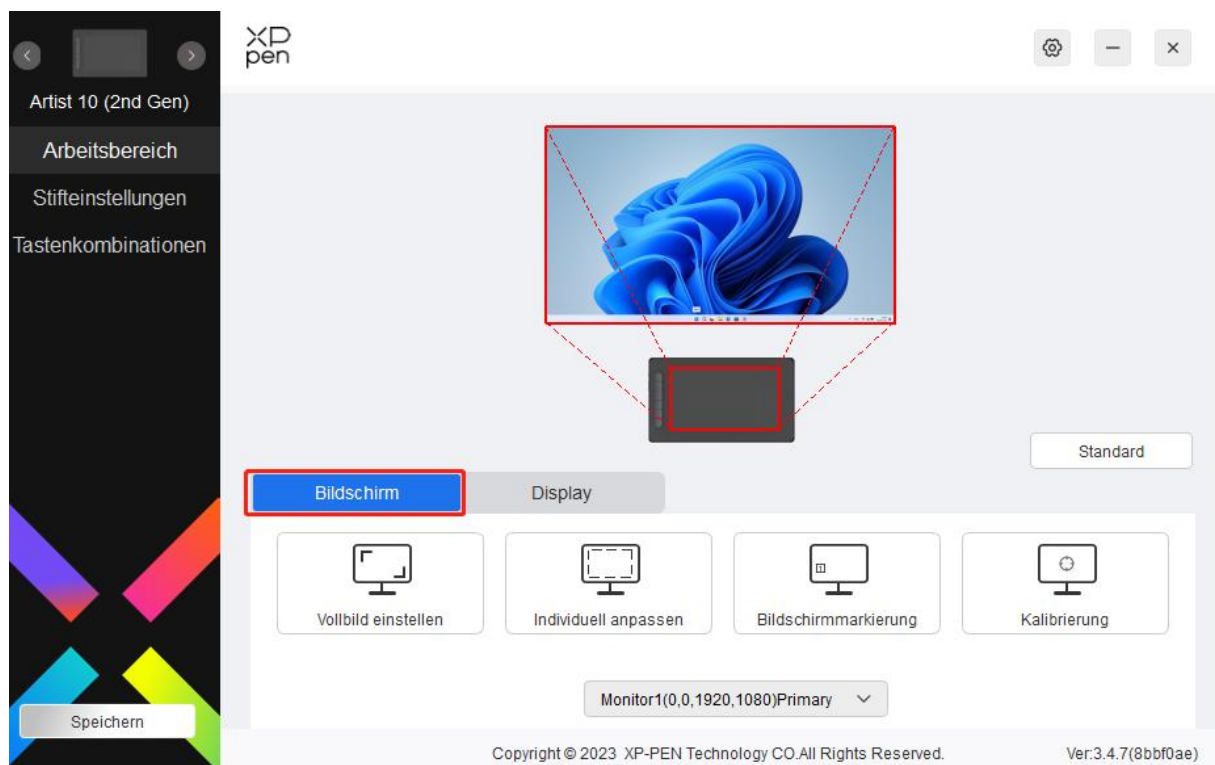 XP
pen
Artist 10 (2nd Gen)
Arbeitsbereich
Stifteinstellungen
Tastenkombinationen
Standard
Bildschirm
Display
Vollbild einstellen
Individuell anpassen
Bildschirmmarkierung
Kalibrierung
Monitor1(0,0,1920,1080)Primary
Speichern
Copyright © 2023 XP-PEN Technology CO.All Rights Reserved.
Ver:3.4.7(8bbf0ae)